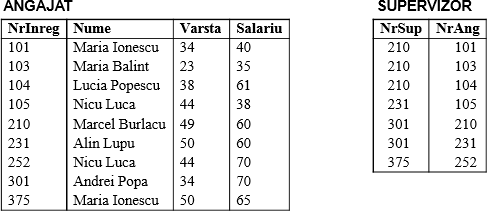 ANGAJAT SUPERVIZOR
NrInreg Nume Varsta Salariu NrSup NrAng
101 Maria Ionescu 34 40 210 101
103 Maria Balint 23 35 210 103
104 Lucia Popescu 38 61 210 104
105 Nicu Luca 44 38 231 105
210 Marcel Burlacu 49 60 301 210
231 Alin Lupu 50 60 301 231
252 Nicu Luca 44 70 375 252
301 Andrei Popa 34 70
375 Maria Ionescu 50 65